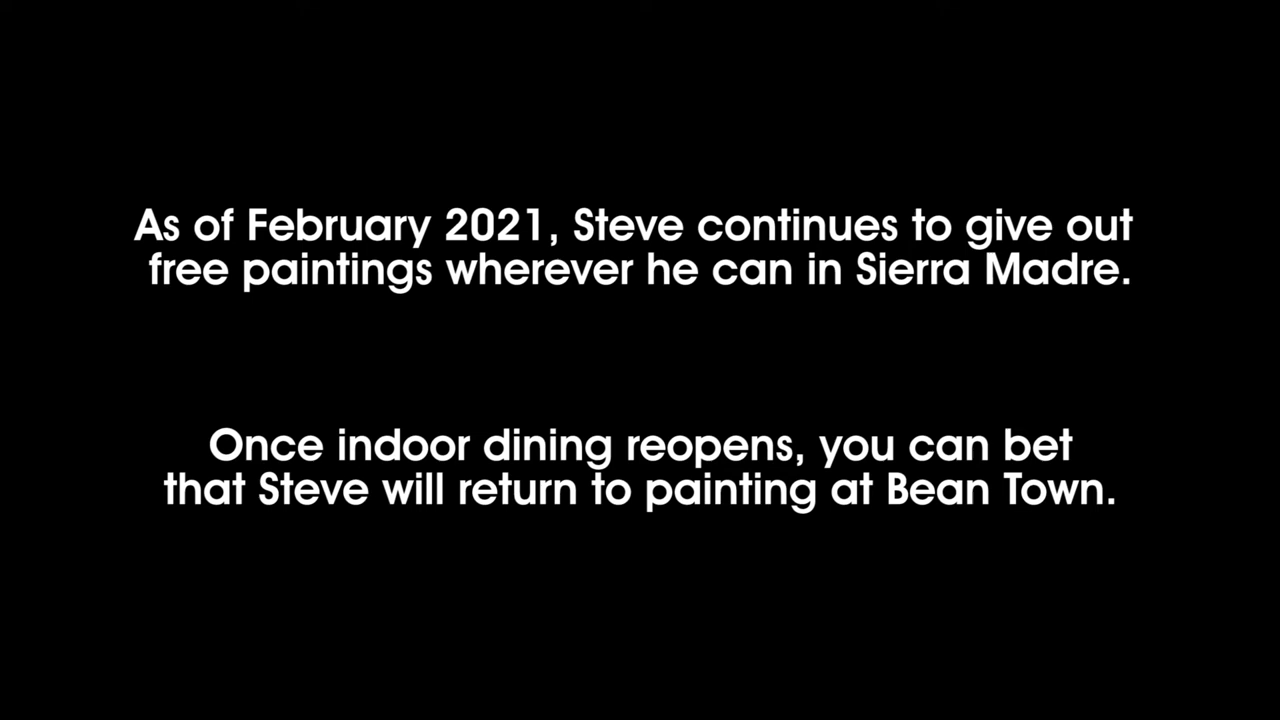 As of February 2021, Steve continues to give out
free paintings wherever he can in Sierra Madre.
Once indoor dining reopens, you can bet
that Steve will return to painting at Bean Town.